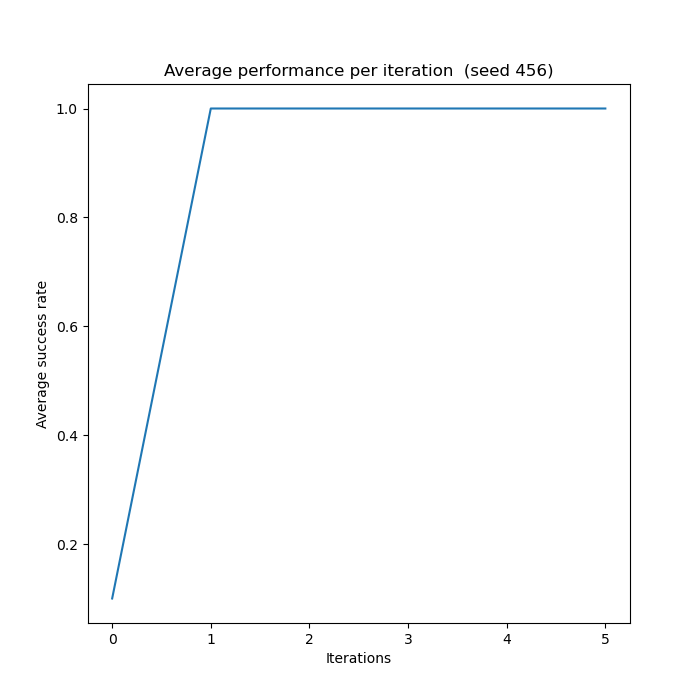 Average performance per iteration  (seed 456)
1.0
0.8
0.6
0.4
0.2
Average success rate
0 1 2 3 4 5
Iterations